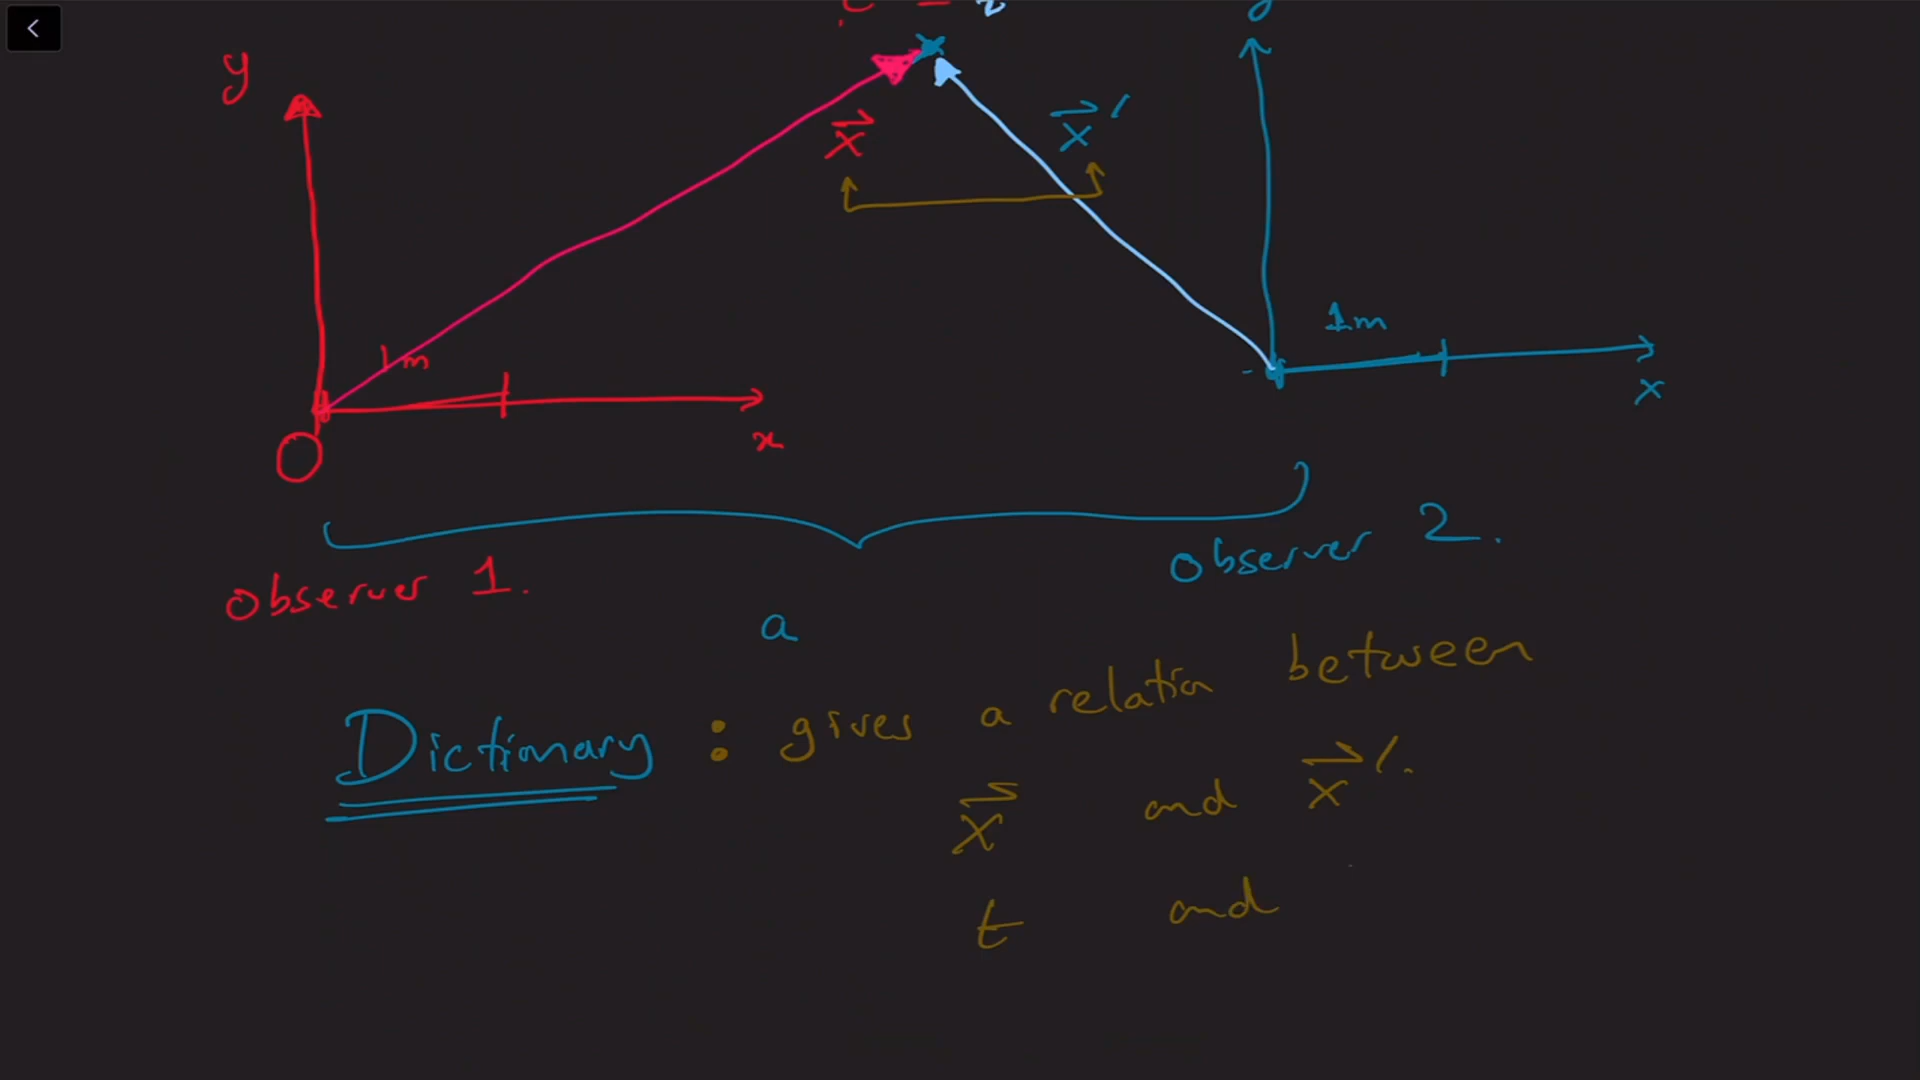 y
x⃗
x⃗′
1m
1m
x
x
O
Observer 1.
Observer 2.
a
Dictionary : gives a relation between
x⃗ and x⃗′.
t and